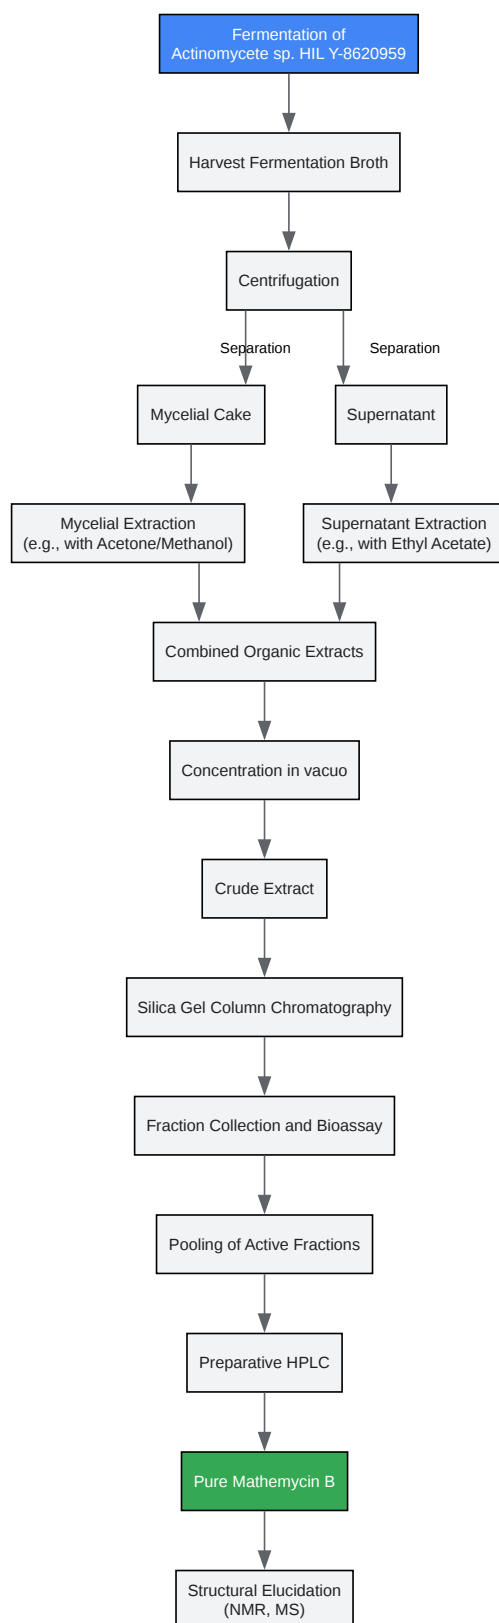 Fermentation of
Actinomycete sp. HIL Y-8620959
Harvest Fermentation Broth
Centrifugation
Separation
Separation
Mycelial Cake
Supernatant
Mycelial Extraction
(e.g., with Acetone/Methanol)
Supernatant Extraction
(e.g., with Ethyl Acetate)
Combined Organic Extracts
Concentration in vacuo
Crude Extract
Silica Gel Column Chromatography
Fraction Collection and Bioassay
Pooling of Active Fractions
Preparative HPLC
Pure Mathemycin B
Structural Elucidation
(NMR, MS)